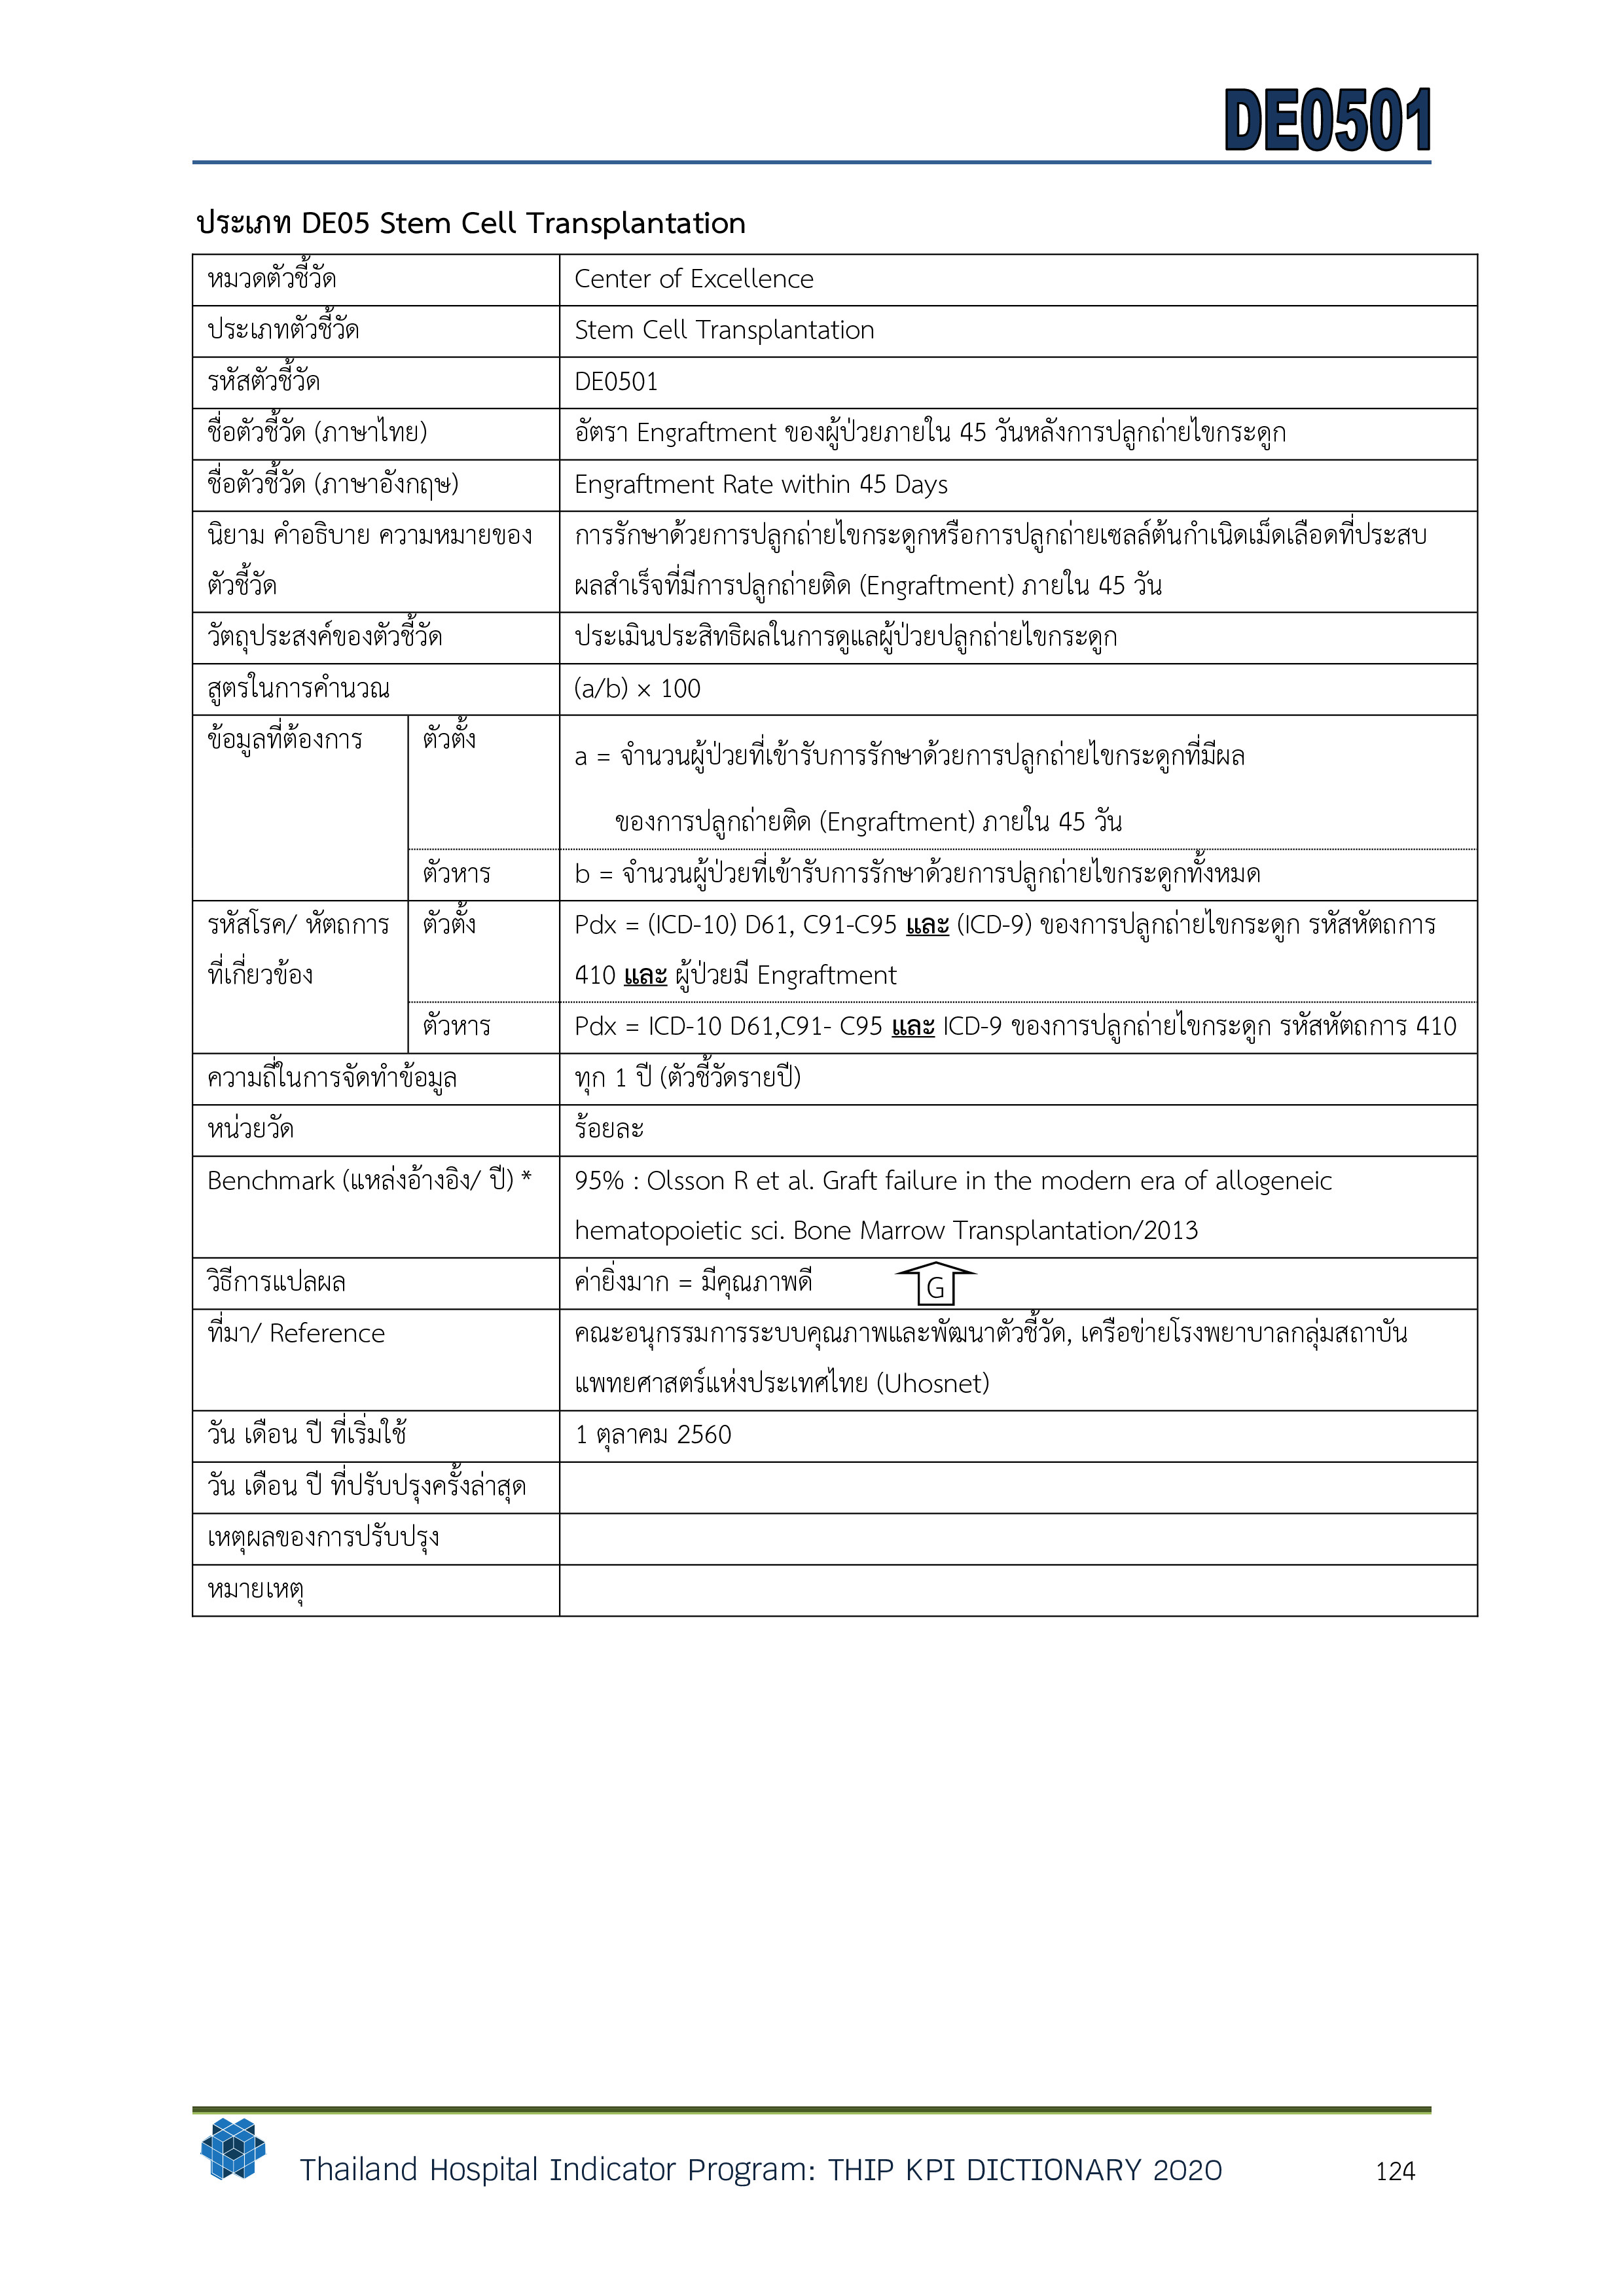 DE0501
ประเภท DE05 Stem Cell Transplantation
หมวดตัวชี้วัด Center of Excellence
ประเภทตัวชี้วัด Stem Cell Transplantation
รหัสตัวชี้วัด DE0501
ชื่อตัวชี้วัด (ภาษาไทย) อัตรา Engraftment ของผู้ป่วยภายใน 45 วันหลังการปลูกถ่ายไขกระดูก
ชื่อตัวชี้วัด (ภาษาอังกฤษ) Engraftment Rate within 45 Days
นิยาม คำอธิบาย ความหมายของ การรักษาด้วยการปลูกถ่ายไขกระดูกหรือการปลูกถ่ายเซลล์ต้นกำเนิดเม็ดเลือดที่ประสบ
ตัวชี้วัด ผลสำเร็จที่มีการปลูกถ่ายติด (Engraftment) ภายใน 45 วัน
วัตถุประสงค์ของตัวชี้วัด ประเมินประสิทธิผลในการดูแลผู้ป่วยปลูกถ่ายไขกระดูก
สูตรในการคำนวณ (a/b) × 100
ข้อมูลที่ต้องการ ตัวตั้ง a = จำนวนผู้ป่วยที่เข้ารับการรักษาด้วยการปลูกถ่ายไขกระดูกที่มีผล
ของการปลูกถ่ายติด (Engraftment) ภายใน 45 วัน
ตัวหาร b = จำนวนผู้ป่วยที่เข้ารับการรักษาด้วยการปลูกถ่ายไขกระดูกทั้งหมด
รหัสโรค/ หัตถการ ตัวตั้ง Pdx = (ICD-10) D61, C91-C95 และ (ICD-9) ของการปลูกถ่ายไขกระดูก รหัสหัตถการ
ที่เกี่ยวข้อง 410 และ ผู้ป่วยมี Engraftment
ตัวหาร Pdx = ICD-10 D61,C91- C95 และ ICD-9 ของการปลูกถ่ายไขกระดูก รหัสหัตถการ 410
ความถี่ในการจัดทำข้อมูล ทุก 1 ปี (ตัวชี้วัดรายปี)
หน่วยวัด ร้อยละ
Benchmark (แหล่งอ้างอิง/ ปี) * 95% : Olsson R et al. Graft failure in the modern era of allogeneic
hematopoietic sci. Bone Marrow Transplantation/2013
วิธีการแปลผล ค่ายิ่งมาก = มีคุณภาพดี G
ที่มา/ Reference คณะอนุกรรมการระบบคุณภาพและพัฒนาตัวชี้วัด, เครือข่ายโรงพยาบาลกลุ่มสถาบัน
แพทยศาสตร์แห่งประเทศไทย (Uhosnet)
วัน เดือน ปี ที่เริ่มใช้ 1 ตุลาคม 2560
วัน เดือน ปี ที่ปรับปรุงครั้งล่าสุด
เหตุผลของการปรับปรุง
หมายเหตุ
Thailand Hospital Indicator Program: THIP KPI DICTIONARY 2020 124